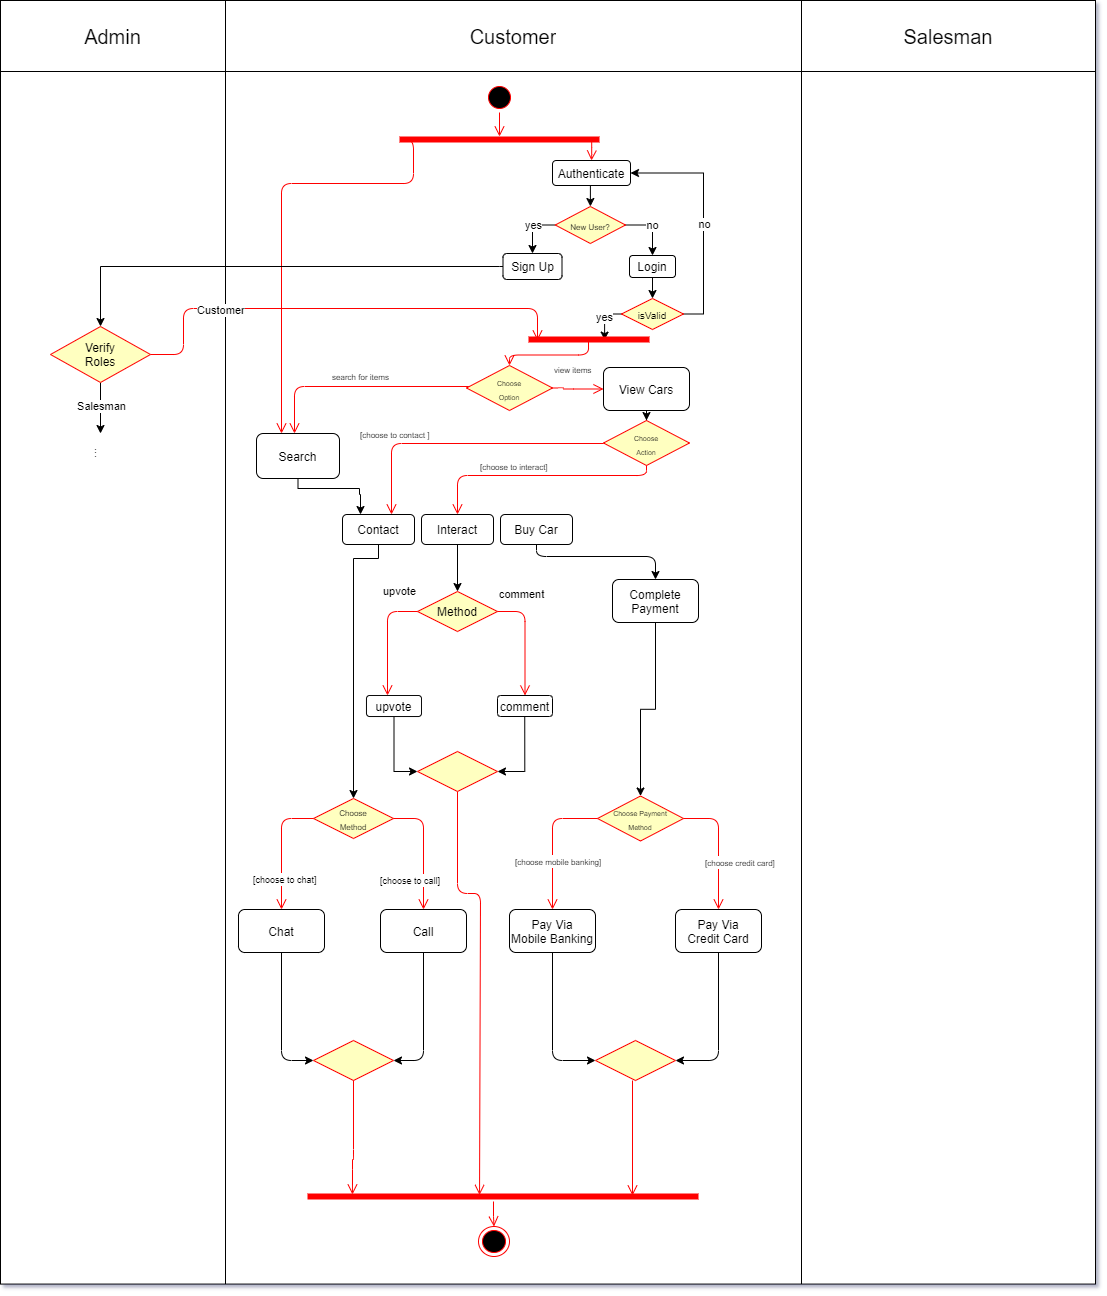 Admin
Customer
Salesman
Authenticate
New User?
yes
no
no
Sign Up
Login
isValid
yes
Customer
Verify
Roles
Salesman
⋮
Choose
Option
search for items
view items
View Cars
Choose
Action
[choose to contact ]
[choose to interact]
Search
Contact
Interact
Buy Car
Complete
Payment
upvote
Method
comment
upvote
comment
Choose
Method
[choose to chat]
[choose to call]
Choose Payment
Method
[choose mobile banking]
[choose credit card]
Chat
Call
Pay Via
Mobile Banking
Pay Via
Credit Card